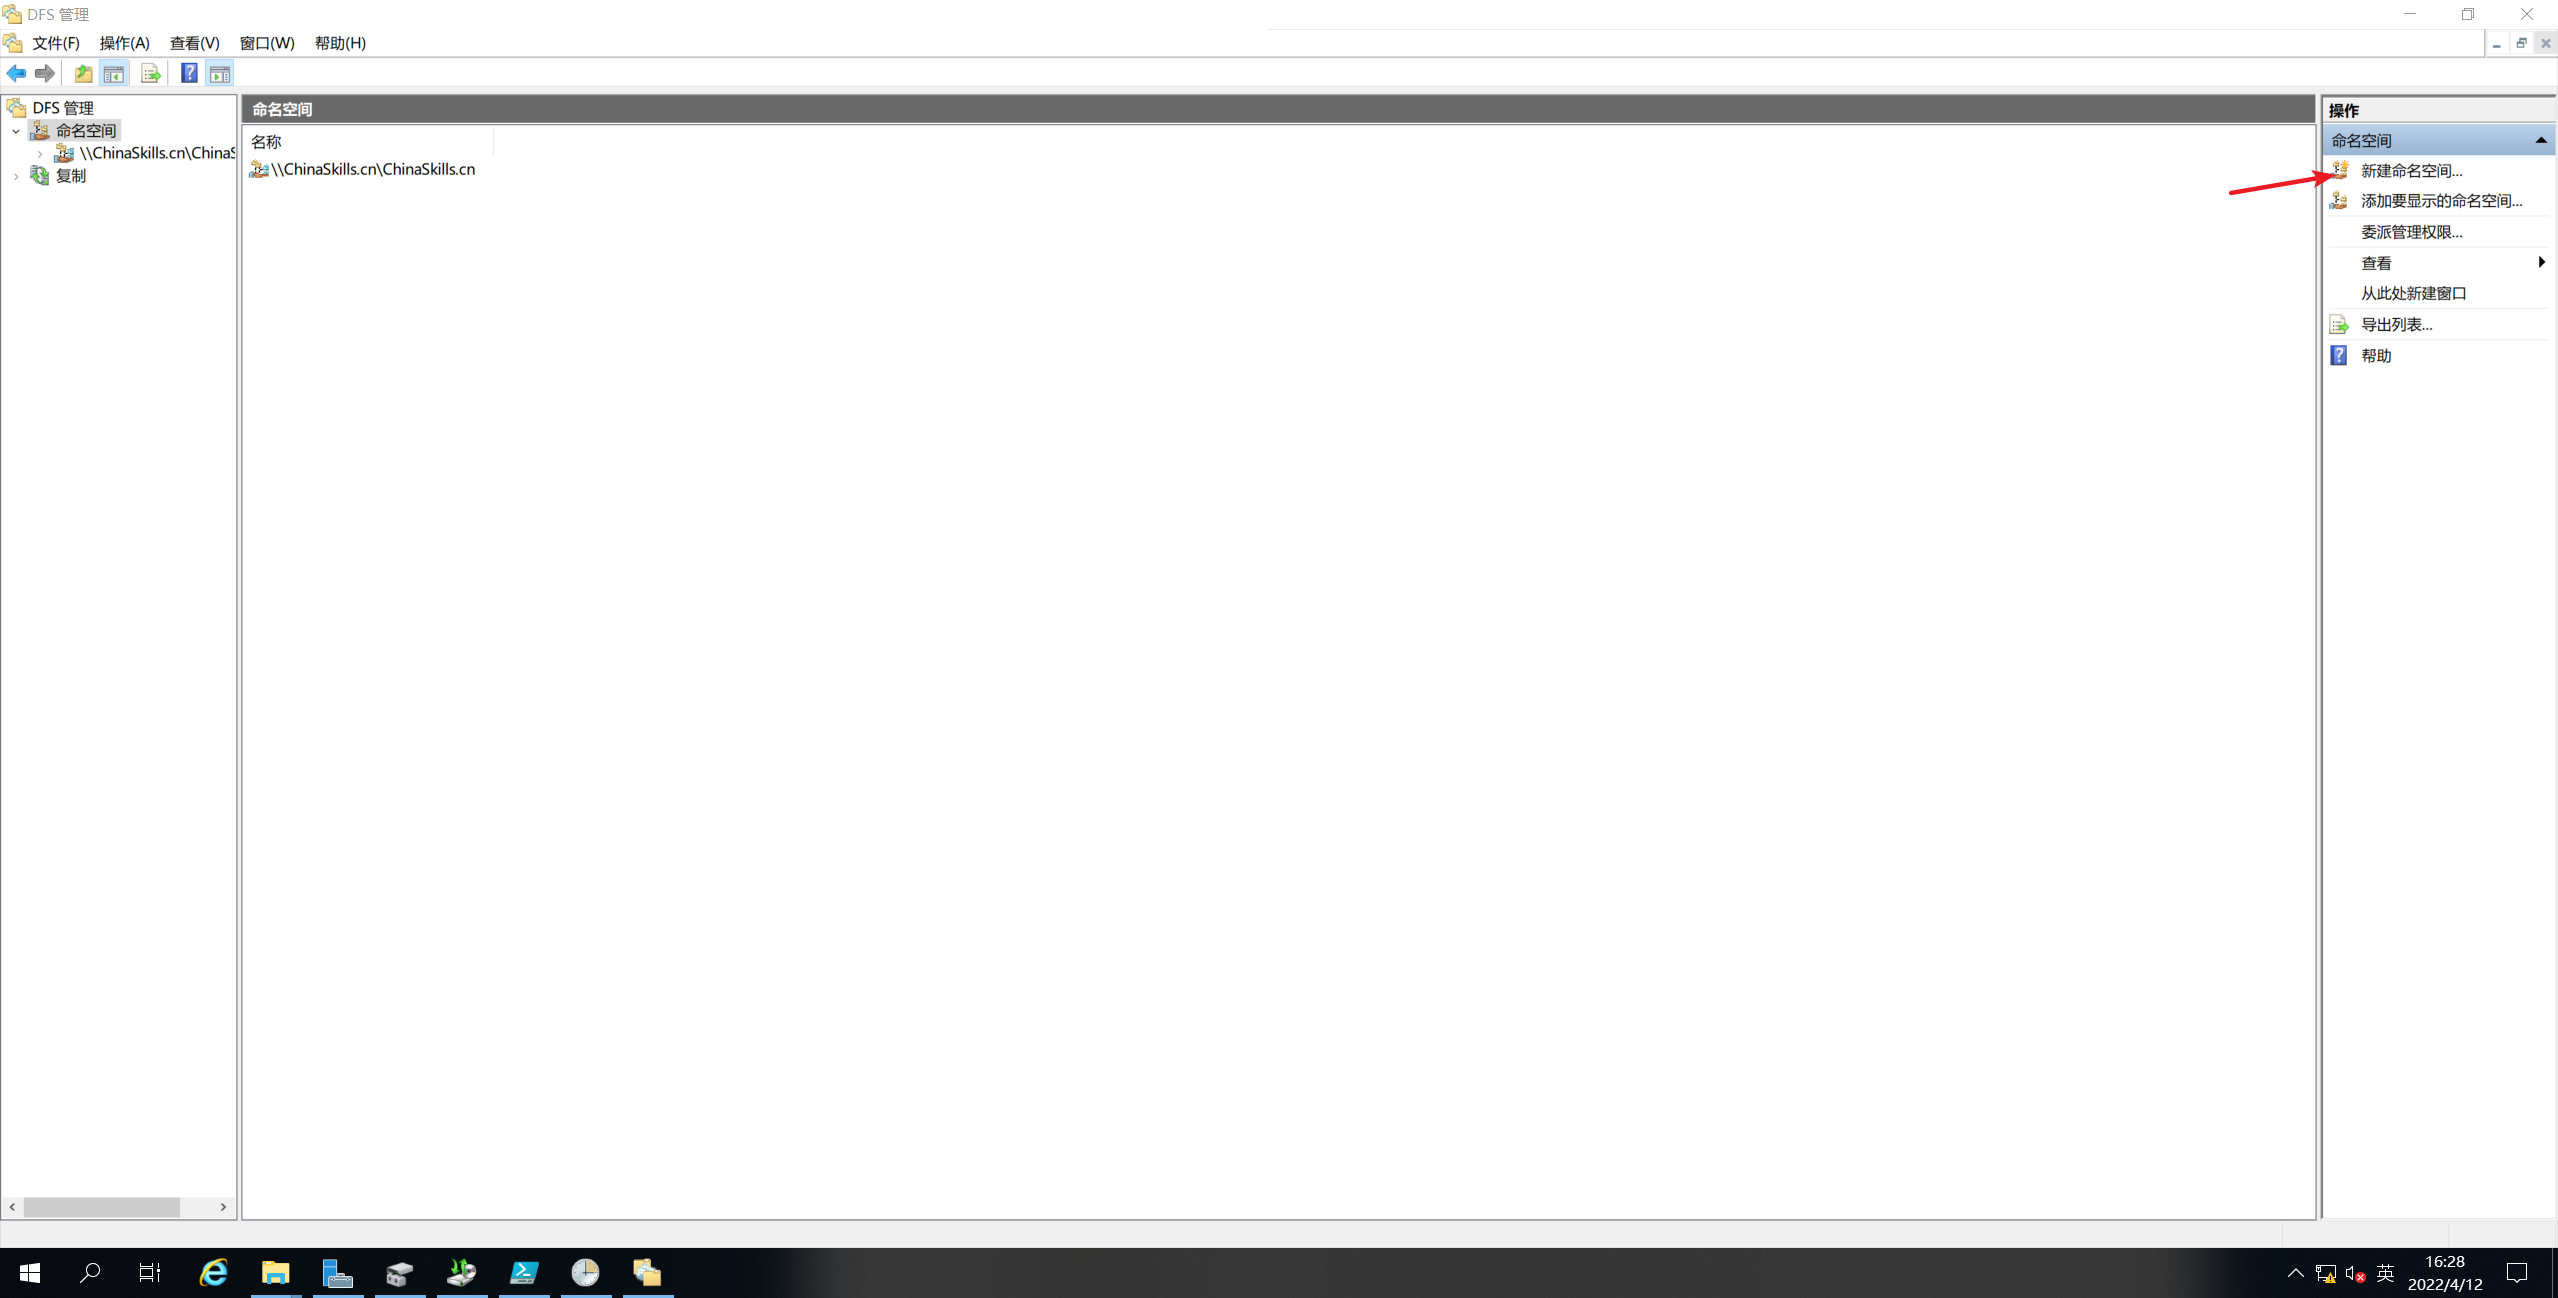 DFS 管理
文件(F) 操作(A) 查看(V) 窗口(W) 帮助(H)
DFS 管理
命名空间
\\ChinaSkills.cn\ChinaS
复制
命名空间
名称
\\ChinaSkills.cn\ChinaSkills.cn
操作
命名空间
新建命名空间...
添加要显示的命名空间...
委派管理权限...
查看
从此处新建窗口
导出列表...
帮助
英
16:28
2022/4/12